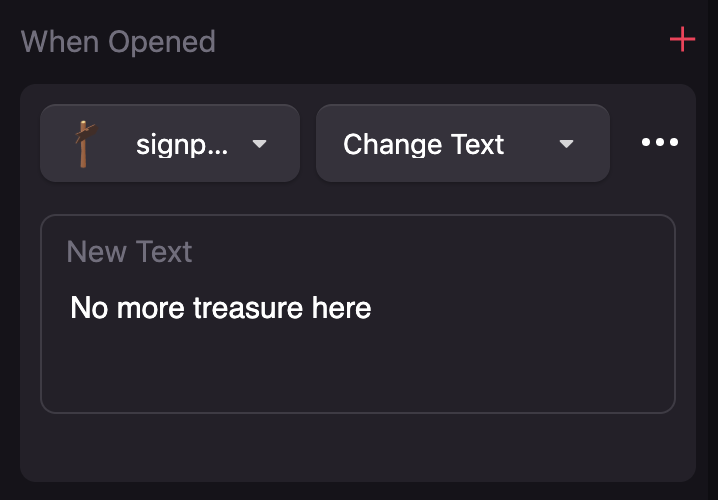 When Opened
signp...
Change Text
New Text
No more treasure here